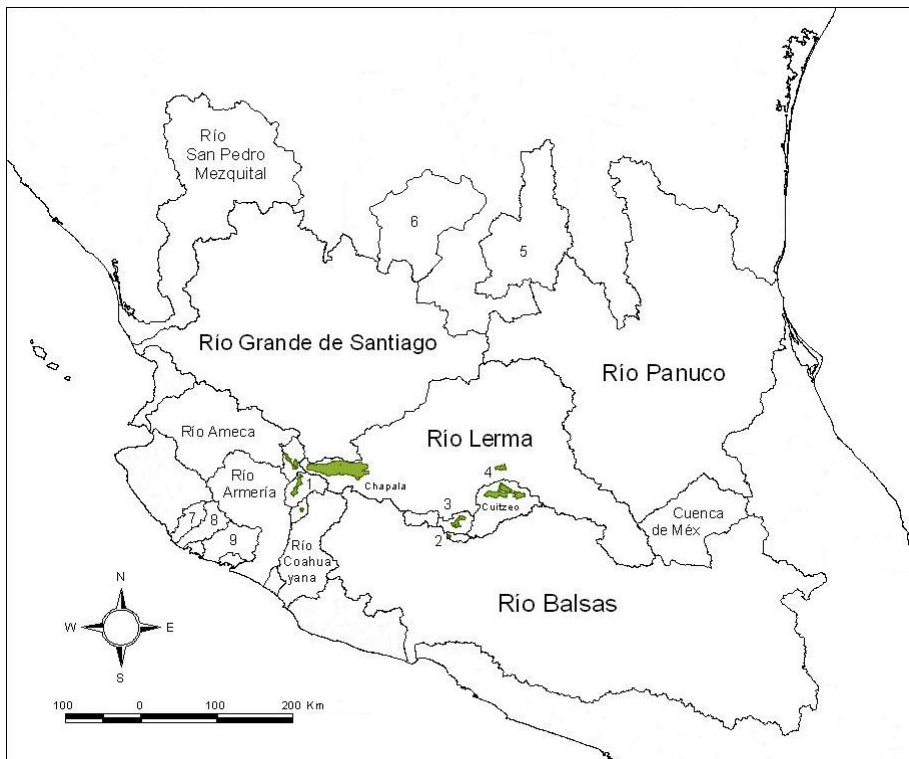 Río
San Pedro
Mezquital
6
5
Río Grande de Santiago
Río Panuco
Río Ameca
Río Lerma
4
Río
Armería
1
Chapala
Cuitzeo
3
7
8
9
2
Cuenca
de Méx
Río
Coahua
yana
Río Balsas
N
W
E
S
100 0 100 200 Km